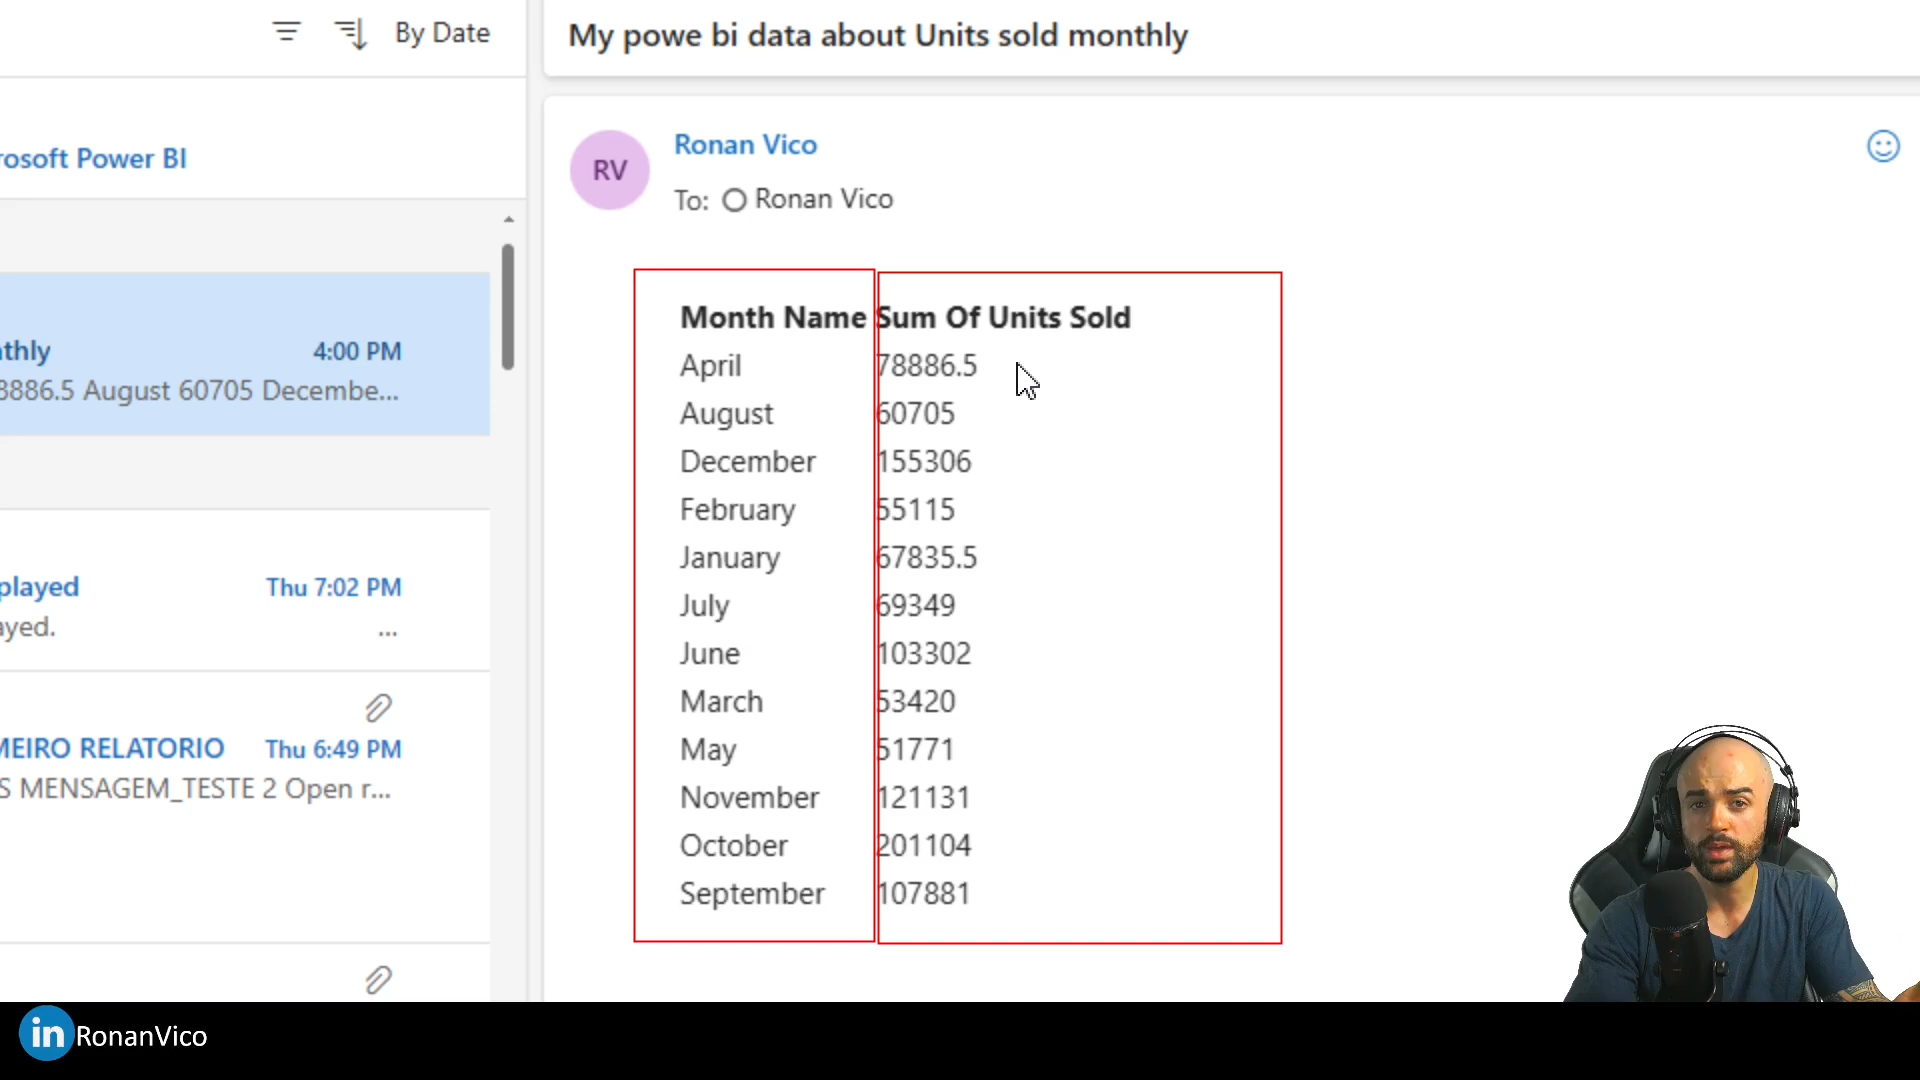 By Date
rosoft Power BI
thly 4:00 PM
8886.5 August 60705 Decembe...
played Thu 7:02 PM
ayed. ...
MEIRO RELATORIO Thu 6:49 PM
S MENSAGEM_TESTE 2 Open r...
My powe bi data about Units sold monthly
RV
Ronan Vico
To: Ronan Vico
Month Name Sum Of Units Sold
April 78886.5
August 60705
December 155306
February 55115
January 67835.5
July 69349
June 103302
March 53420
May 51771
November 121131
October 201104
September 107881
in RonanVico